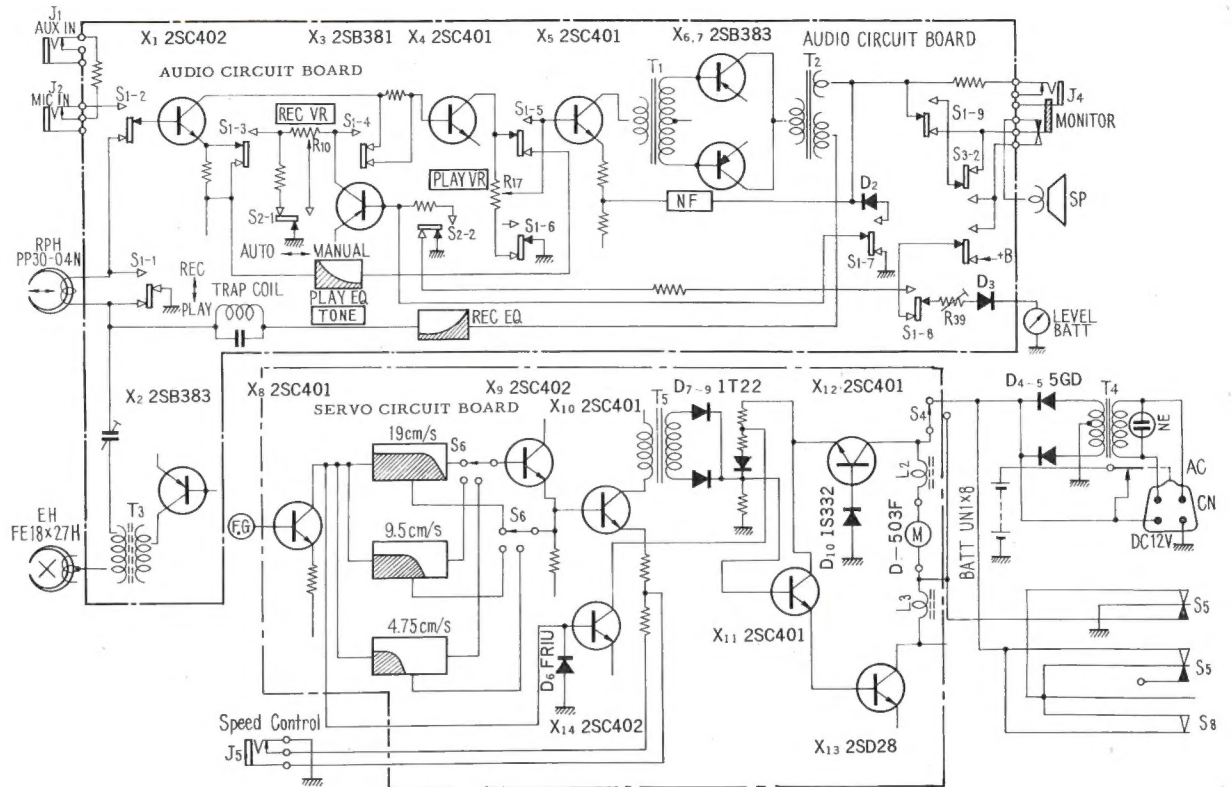 J1
AUX IN
J2
MIC IN
X1 2SC402
X3 2SB381
X4 2SC401
X5 2SC401
X6,7 2SB383
AUDIO CIRCUIT BOARD
AUDIO CIRCUIT BOARD
T1
T2
S1-2
S1-3
REC VR
R10
S1-4
S1-5
S1-9
J4
MONITOR
S3-2
SP
PLAY VR
R17
NF
D2
S2-1
S2-2
S1-6
S1-7
+B
AUTO
MANUAL
RPH
PP30-04N
S1-1
REC
PLAY
TRAP COIL
PLAY EQ
TONE
REC EQ
S1-8
R39
D3
LEVEL
BATT
X2 2SB383
X8 2SC401
X9 2SC402
X10 2SC401
D7-9 1T22
X12 2SC401
SERVO CIRCUIT BOARD
T5
S4
D4-5 5GD
T4
NE
19cm/s
S6
AC
CN
DC12V
L2
M
L3
D-503F
D10 1S332
BATT UN1×8
EH
FE18×27H
T3
F.G
9.5cm/s
S6
X11 2SC401
S5
4.75cm/s
D6 FRIU
S5
X14 2SC402
X13 2SD28
S8
Speed Control
J5